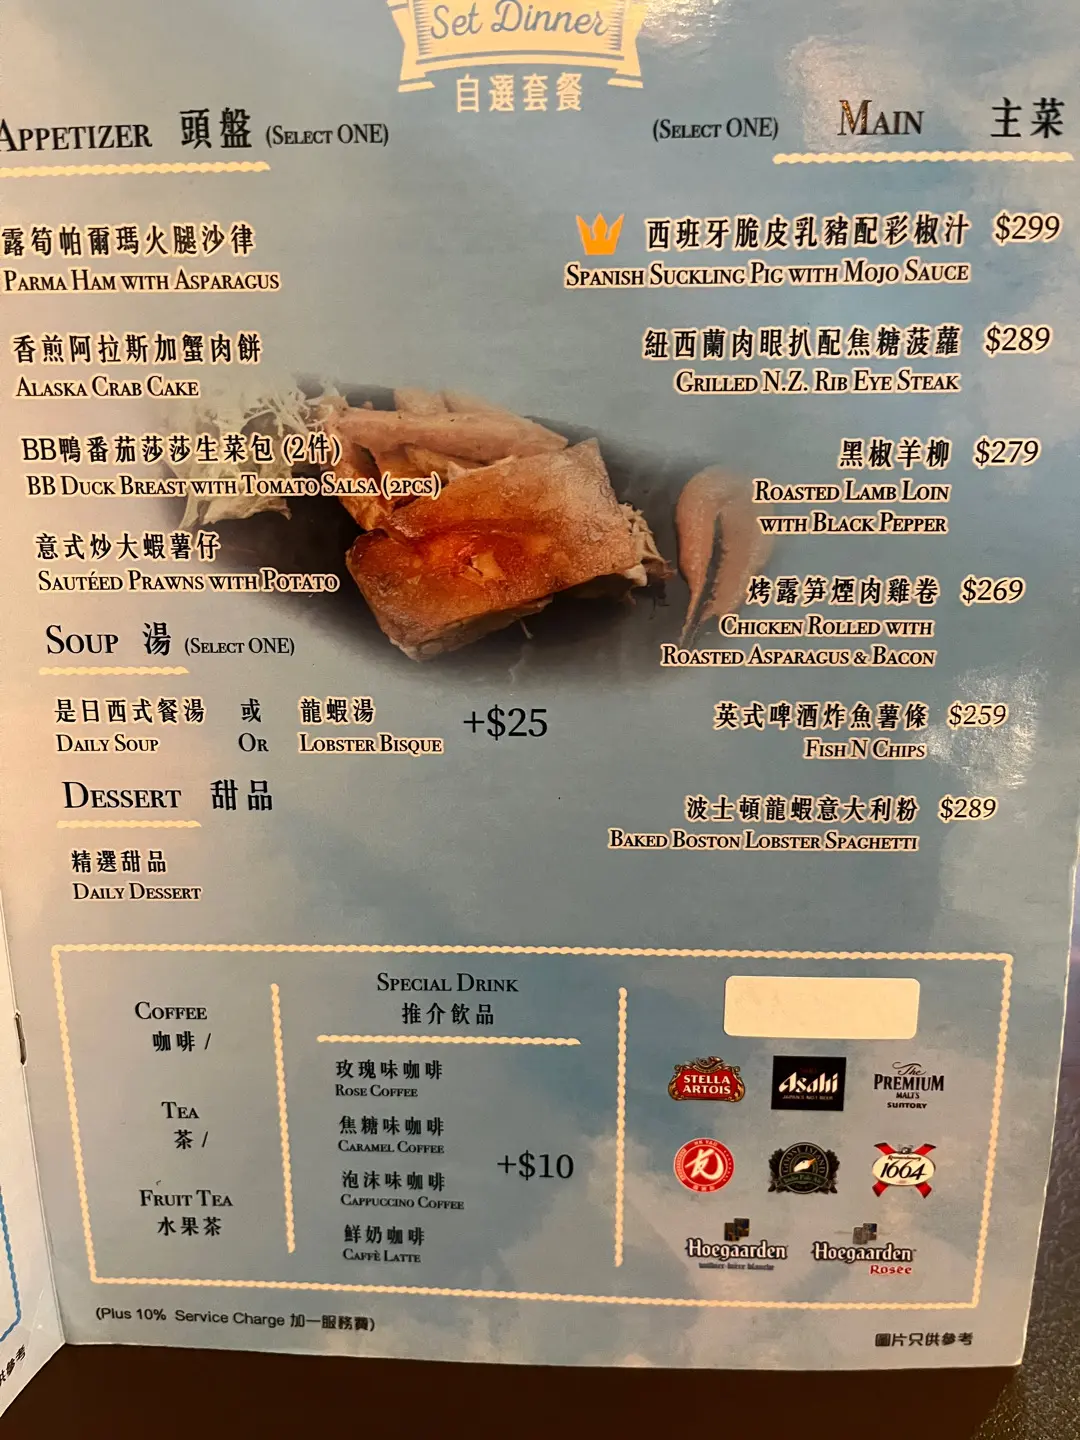 Set Dinner
自選套餐
APPETIZER 頭盤 (SELECT ONE)
露筍帕爾瑪火腿沙律
PARMA HAM WITH ASPARAGUS
香煎阿拉斯加蟹肉餅
ALASKA CRAB CAKE
BB鴨番茄莎莎生菜包 (2件)
BB DUCK BREAST WITH TOMATO SALSA (2PCS)
意式炒大蝦薯仔
SAUTÉED PRAWNS WITH POTATO
SOUP 湯 (SELECT ONE)
是日西式餐湯 或 龍蝦湯 +$25
DAILY SOUP OR LOBSTER BISQUE
DESSERT 甜品
精選甜品
DAILY DESSERT
(SELECT ONE) MAIN 主菜
西班牙脆皮乳豬配彩椒汁 $299
SPANISH SUCKLING PIG WITH MOJO SAUCE
紐西蘭肉眼扒配焦糖菠蘿 $289
GRILLED N.Z. RIB EYE STEAK
黑椒羊柳 $279
ROASTED LAMB LOIN
WITH BLACK PEPPER
烤露笋煙肉雞卷 $269
CHICKEN ROLLED WITH
ROASTED ASPARAGUS & BACON
英式啤酒炸魚薯條 $259
FISH N CHIPS
波士頓龍蝦意大利粉 $289
BAKED BOSTON LOBSTER SPAGHETTI
COFFEE
咖啡 /
TEA
茶 /
FRUIT TEA
水果茶
SPECIAL DRINK
推介飲品
玫瑰味咖啡
ROSE COFFEE
焦糖味咖啡
CARAMEL COFFEE
泡沫味咖啡
CAPPUCCINO COFFEE
鮮奶咖啡
CAFFÈ LATTE
+$10
STELLA
ARTOIS
Asahi
JAPAN'S NO.1 BEER
The
PREMIUM
MALT'S
SUNTORY
1664
Hoegaarden
Hoegaarden
Rosée
(Plus 10% Service Charge 加一服務費)
圖片只供參考
供參考